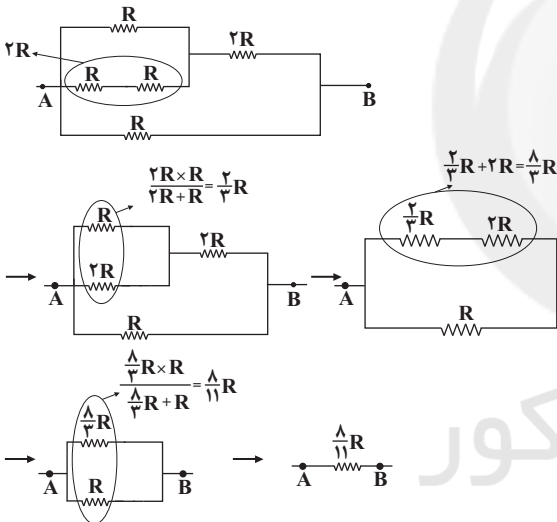 R
۲R
۲R
R R
A B
R
۲R×R/۲R+R = ۲/۳R
۲/۳R+۲R = ۸/۳R
R
۲R
۲R
A B
R
۲/۳R ۲R
A
R
۸/۳R×R/۸/۳R+R = ۸/۱۱R
۸/۳R
A B
R
۸/۱۱R
A B
کور